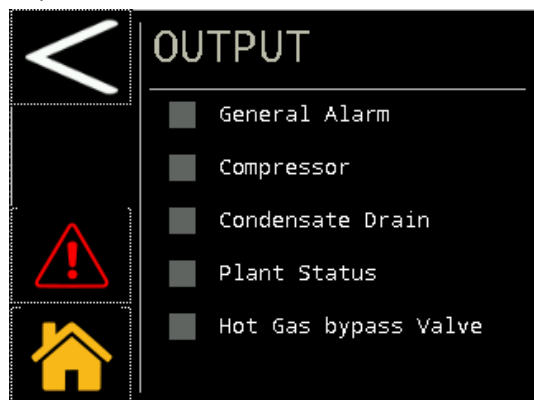 OUTPUT
General Alarm
Compressor
Condensate Drain
Plant Status
Hot Gas bypass Valve